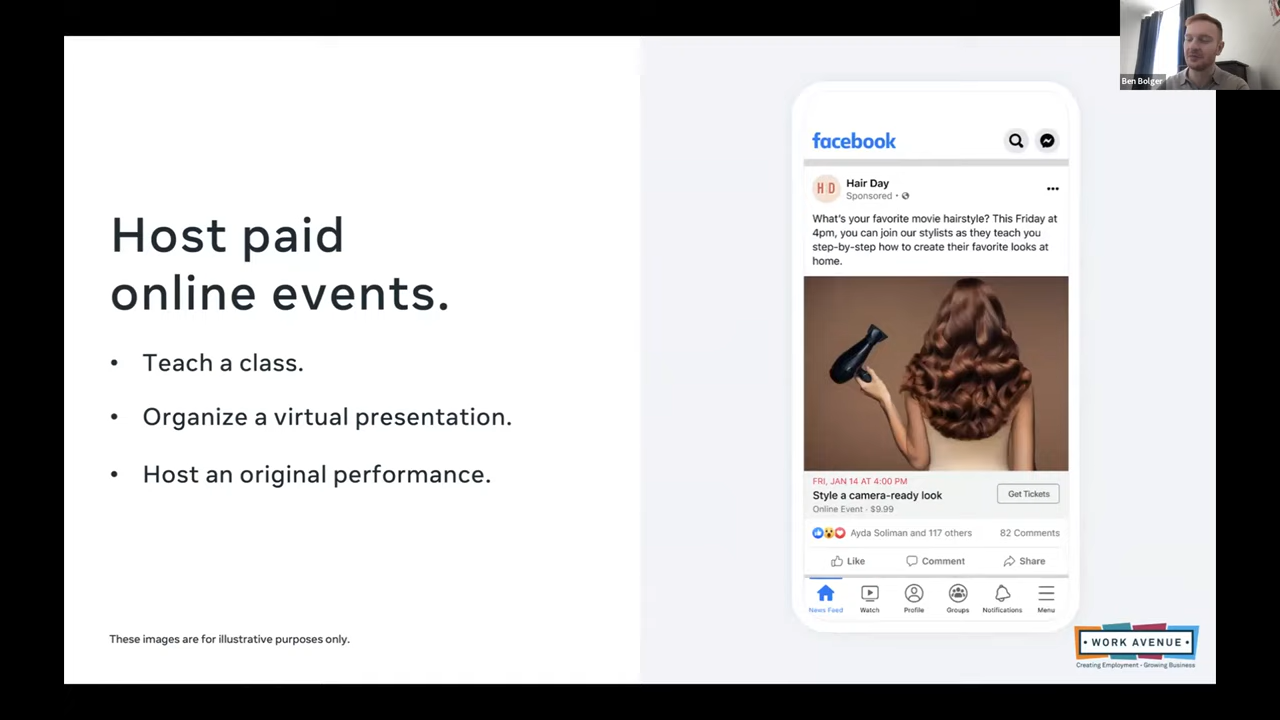 Ben Bolger
Host paid
online events.
• Teach a class.
• Organize a virtual presentation.
• Host an original performance.
These images are for illustrative purposes only.
facebook
HD
Hair Day
Sponsored •
What's your favorite movie hairstyle? This Friday at
4pm, you can join our stylists as they teach you
step-by-step how to create their favorite looks at
home.
FRI, JAN 14 AT 4:00 PM
Style a camera-ready look
Get Tickets
Online Event · $9.99
Ayda Soliman and 117 others 82 Comments
Like Comment Share
News Feed Watch Profile Groups Notifications Menu
• WORK AVENUE •
Creating Employment • Growing Business